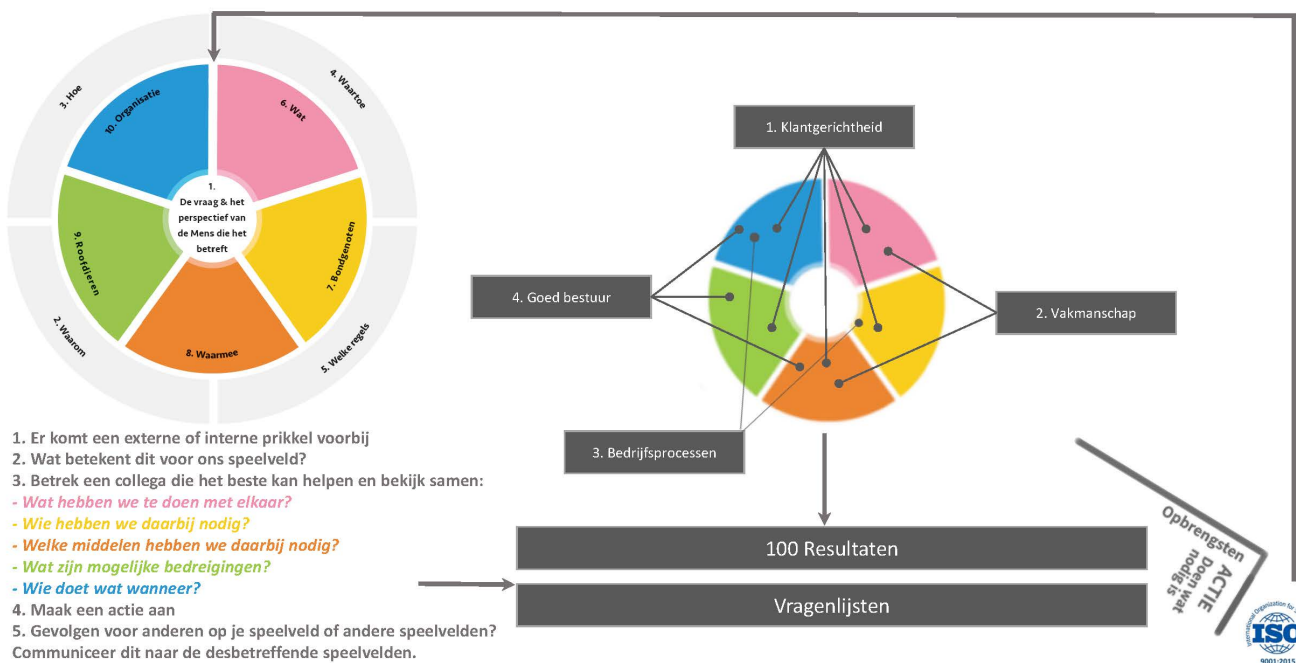 3. Hoe
4. Waartoe
10. Organisatie
6. Wat
1.
De vraag & het
perspectief van
de Mens die het
betreft
9. Roofdieren
7. Bondgenoten
8. Waarmee
2. Waarom
5. Welke regels
1. Klantgerichtheid
4. Goed bestuur
2. Vakmanschap
3. Bedrijfsprocessen
1. Er komt een externe of interne prikkel voorbij
2. Wat betekent dit voor ons speelveld?
3. Betrek een collega die het beste kan helpen en bekijk samen:
- Wat hebben we te doen met elkaar?
- Wie hebben we daarbij nodig?
- Welke middelen hebben we daarbij nodig?
- Wat zijn mogelijke bedreigingen?
- Wie doet wat wanneer?
4. Maak een actie aan
5. Gevolgen voor anderen op je speelveld of andere speelvelden?
Communiceer dit naar de desbetreffende speelvelden.
100 Resultaten
Vragenlijsten
Opbrengsten
ACTIE
Doen wat
nodig is
International Organization for
ISO
9001:2015